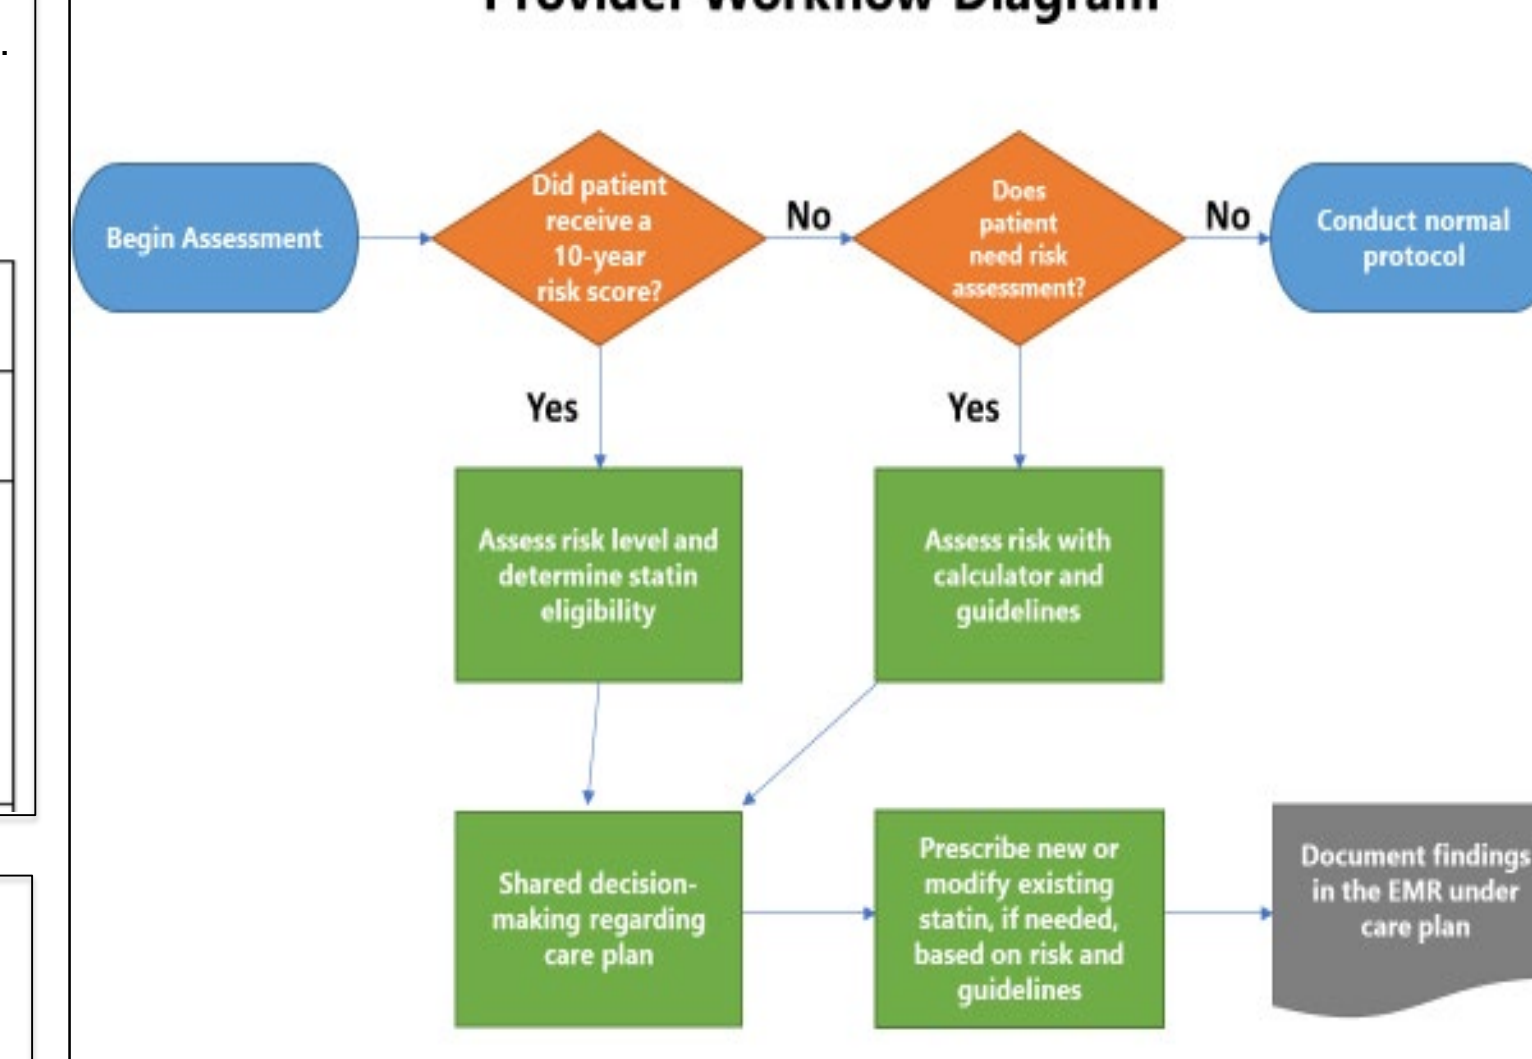 Provider Workflow Diagram
.
Begin Assessment
Did patient
receive a
10-year
risk score?
No
Does
patient
need risk
assessment?
No
Conduct normal
protocol
Yes
Yes
Assess risk level and
determine statin
eligibility
Assess risk with
calculator and
guidelines
Shared decision-
making regarding
care plan
Prescribe new or
modify existing
statin, if needed,
based on risk and
guidelines
Document findings
in the EMR under
care plan